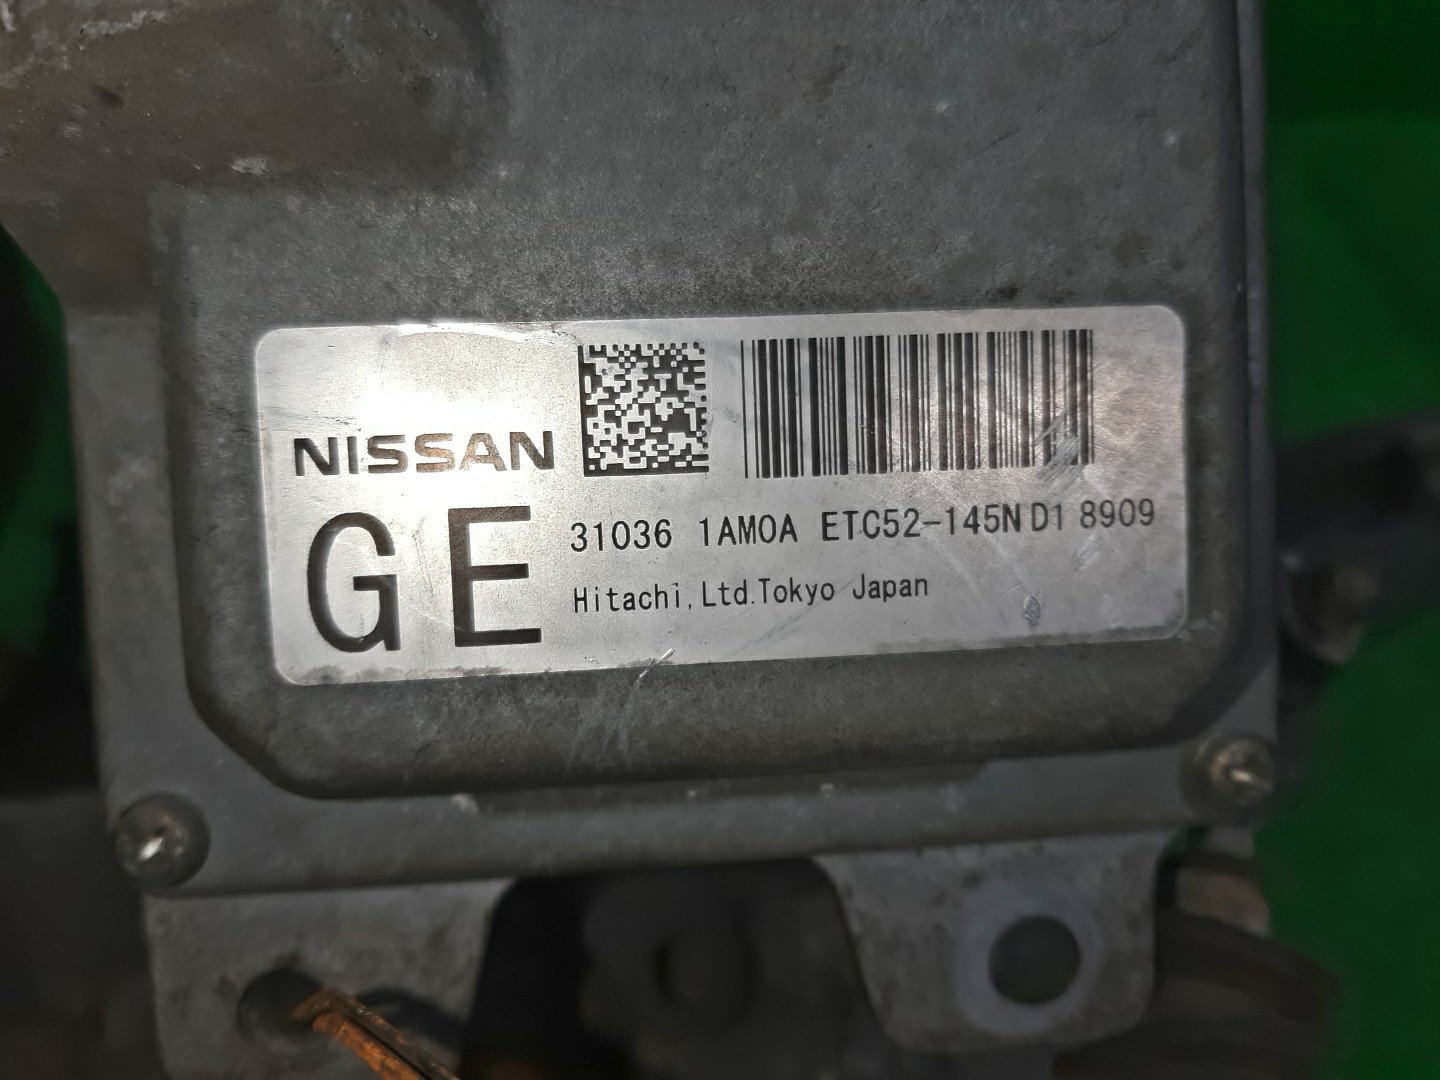 NISSAN
GE
31036 1AM0A ETC52-145N D1 8909
Hitachi,Ltd.Tokyo Japan